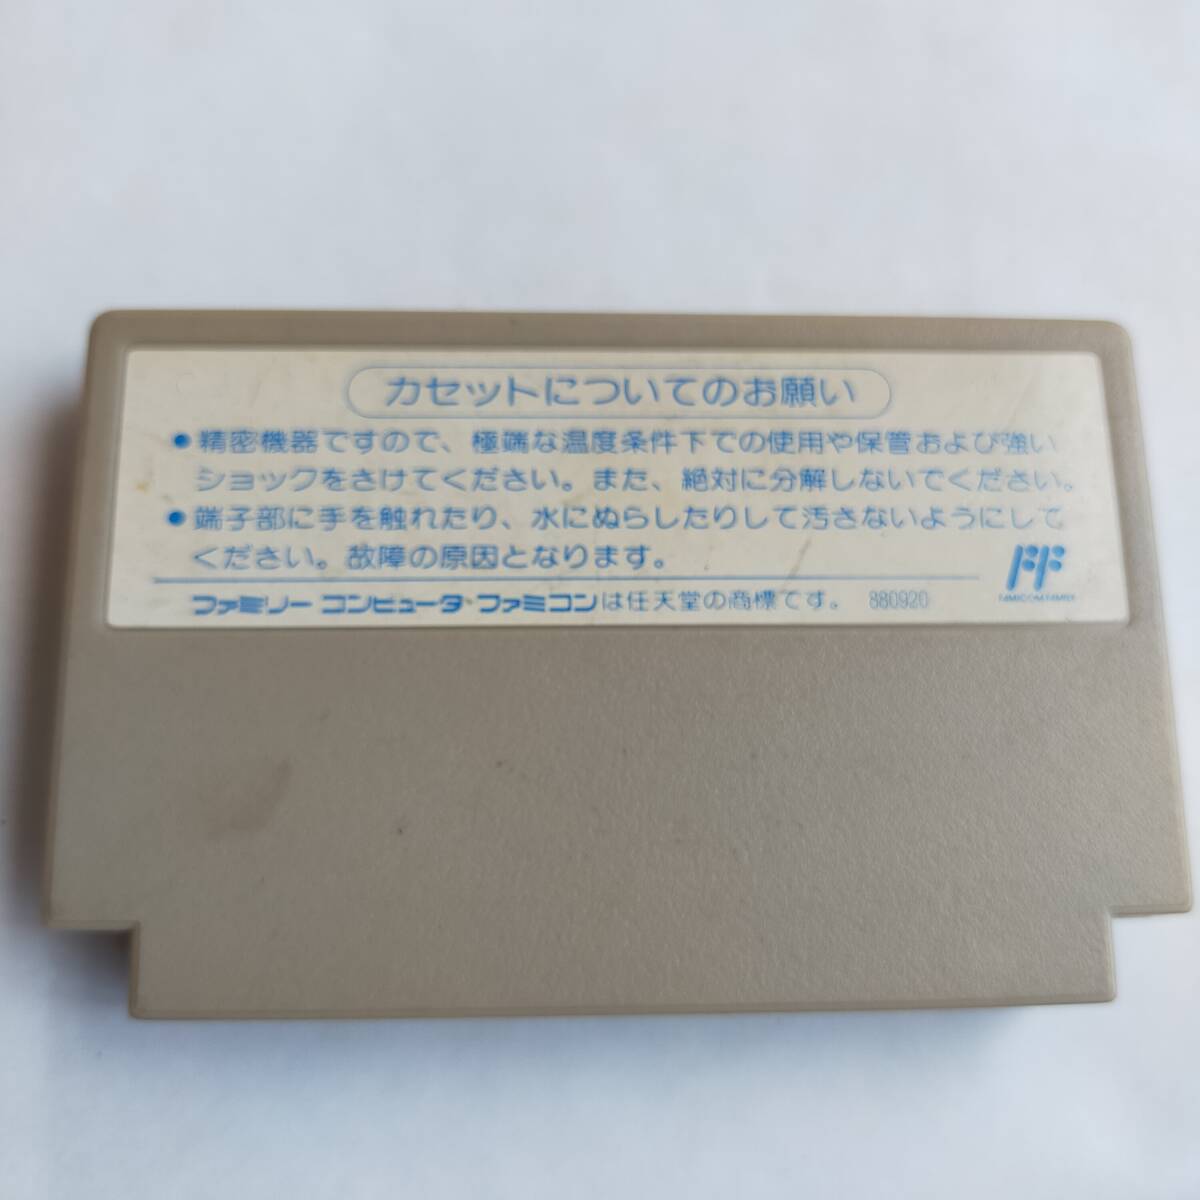 カセットについてのお願い
●精密機器ですので、極端な温度条件下での使用や保管および強い
ショックをさけてください。また、絶対に分解しないでください。
●端子部に手を触れたり、水にぬらしたりして汚さないようにして
ください。故障の原因となります。
FF
FAMICOM FAMILY
ファミリーコンピュータ・ファミコンは任天堂の商標です。 880920